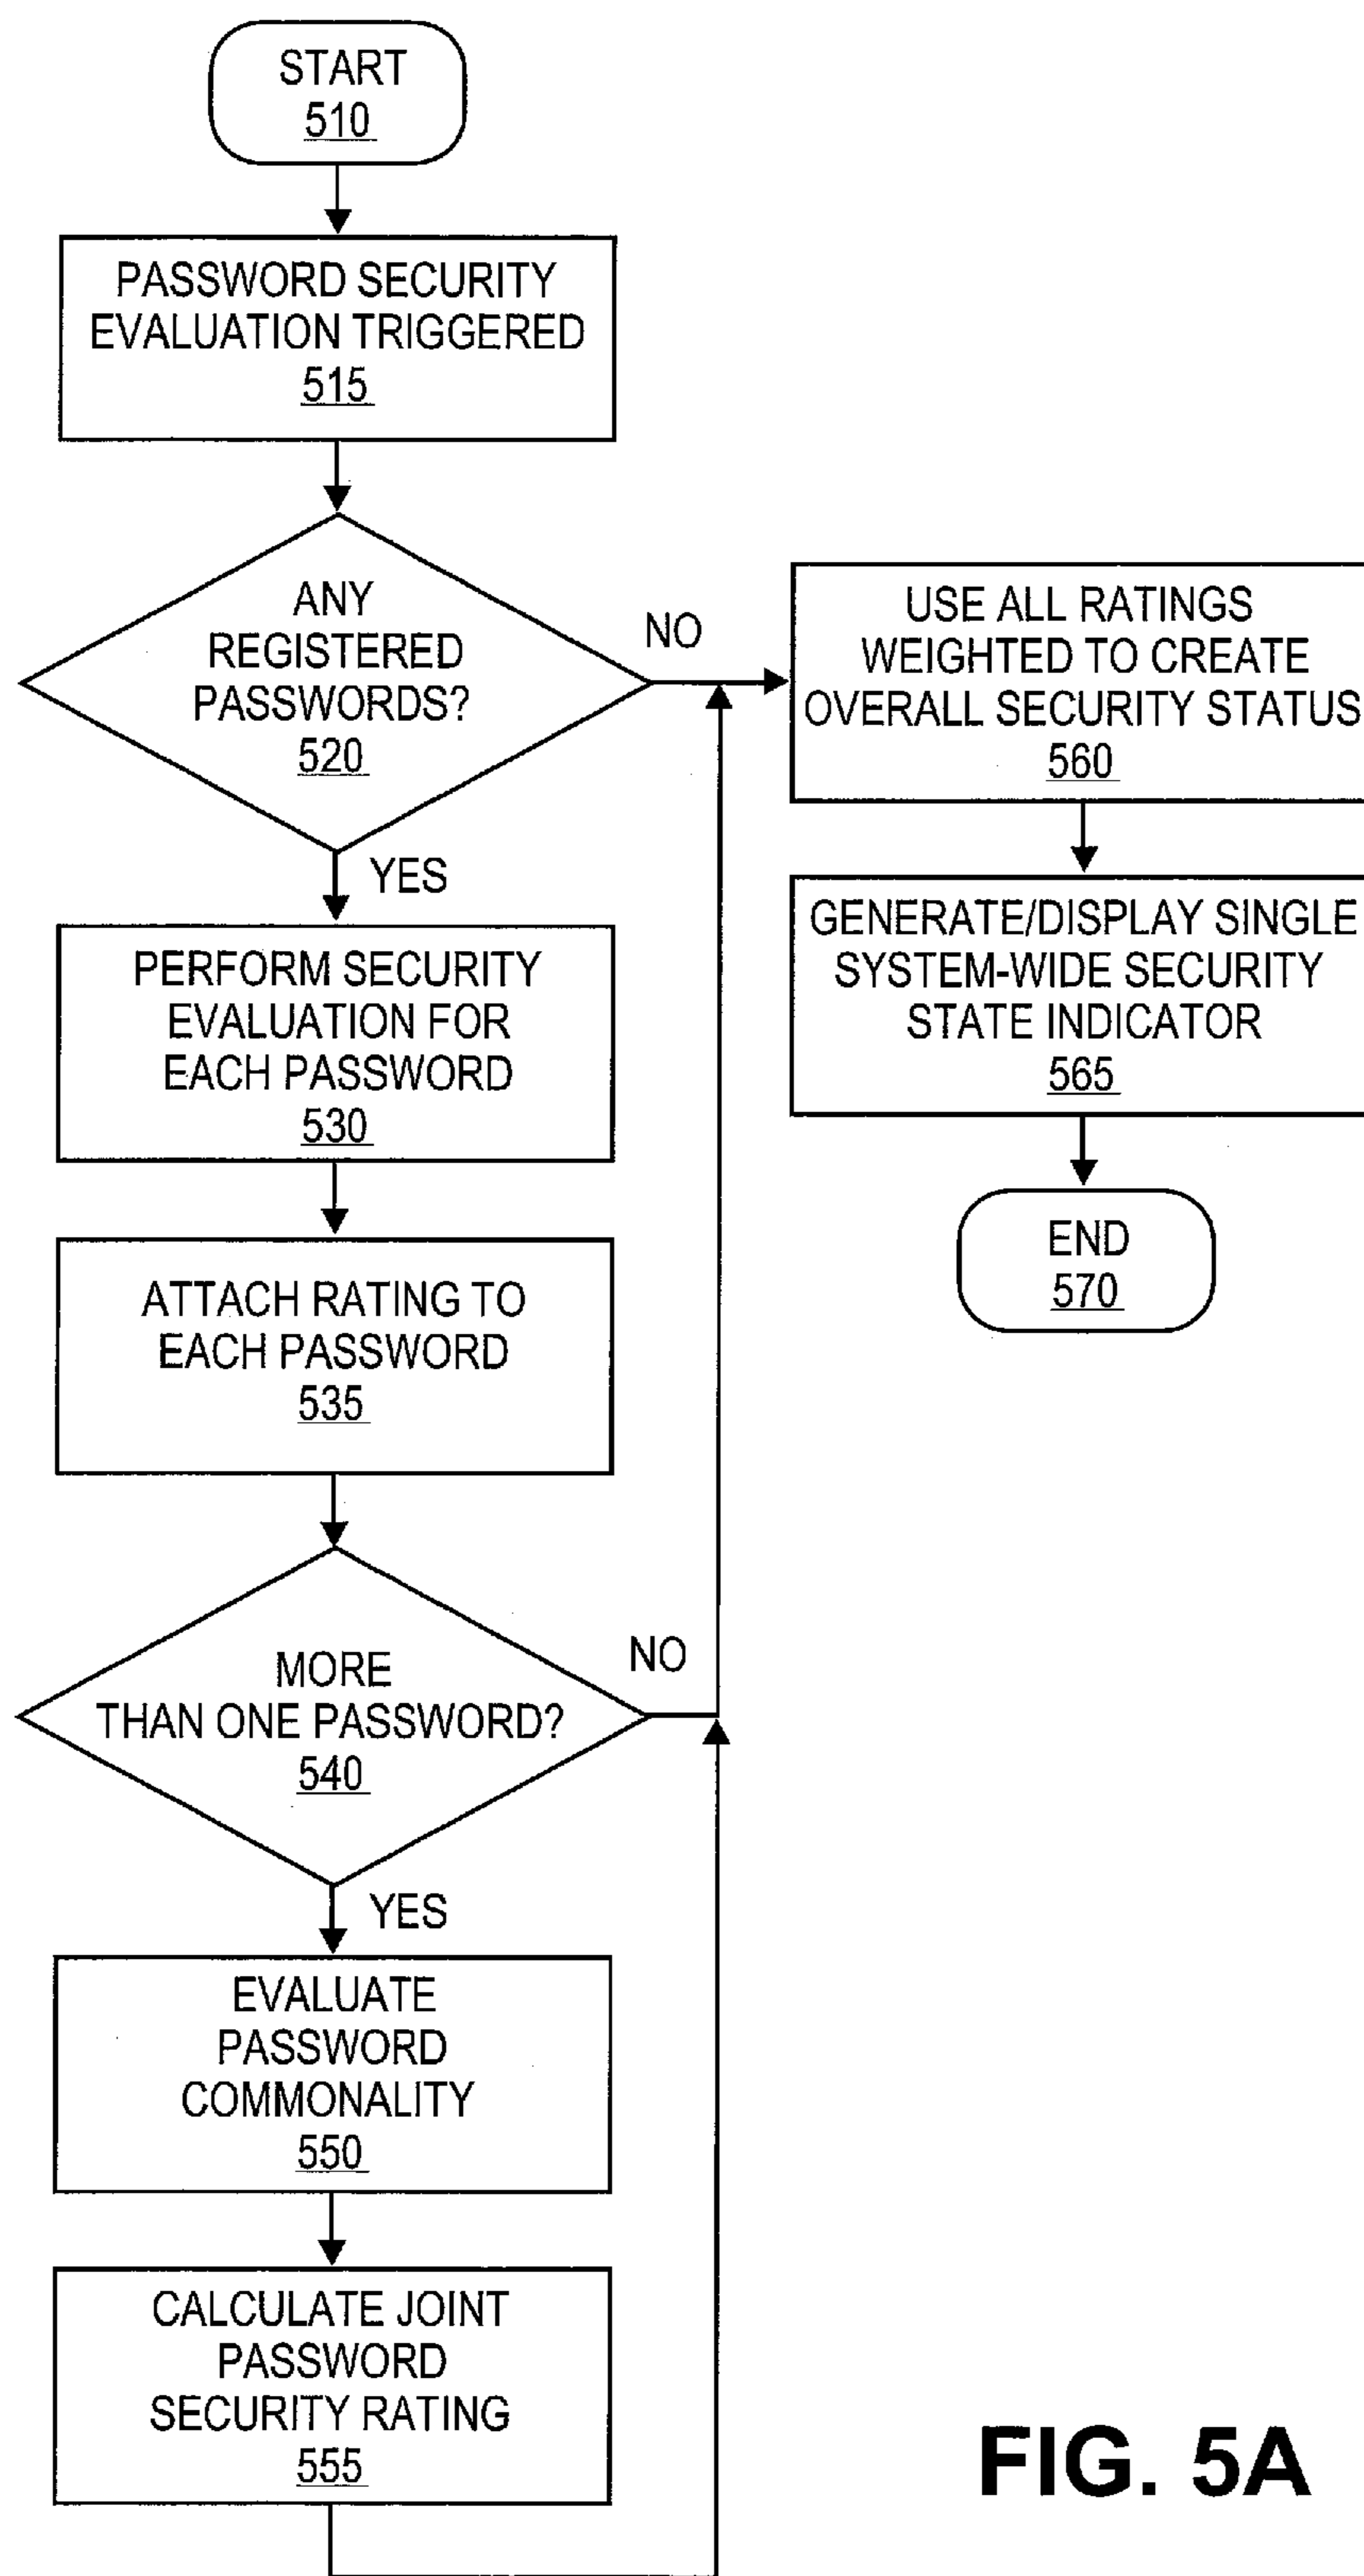 START
510
PASSWORD SECURITY
EVALUATION TRIGGERED
515
ANY
REGISTERED
PASSWORDS?
520
NO
YES
PERFORM SECURITY
EVALUATION FOR
EACH PASSWORD
530
ATTACH RATING TO
EACH PASSWORD
535
MORE
THAN ONE PASSWORD?
540
NO
YES
EVALUATE
PASSWORD
COMMONALITY
550
CALCULATE JOINT
PASSWORD
SECURITY RATING
555
USE ALL RATINGS
WEIGHTED TO CREATE
OVERALL SECURITY STATUS
560
GENERATE/DISPLAY SINGLE
SYSTEM-WIDE SECURITY
STATE INDICATOR
565
END
570
FIG. 5A